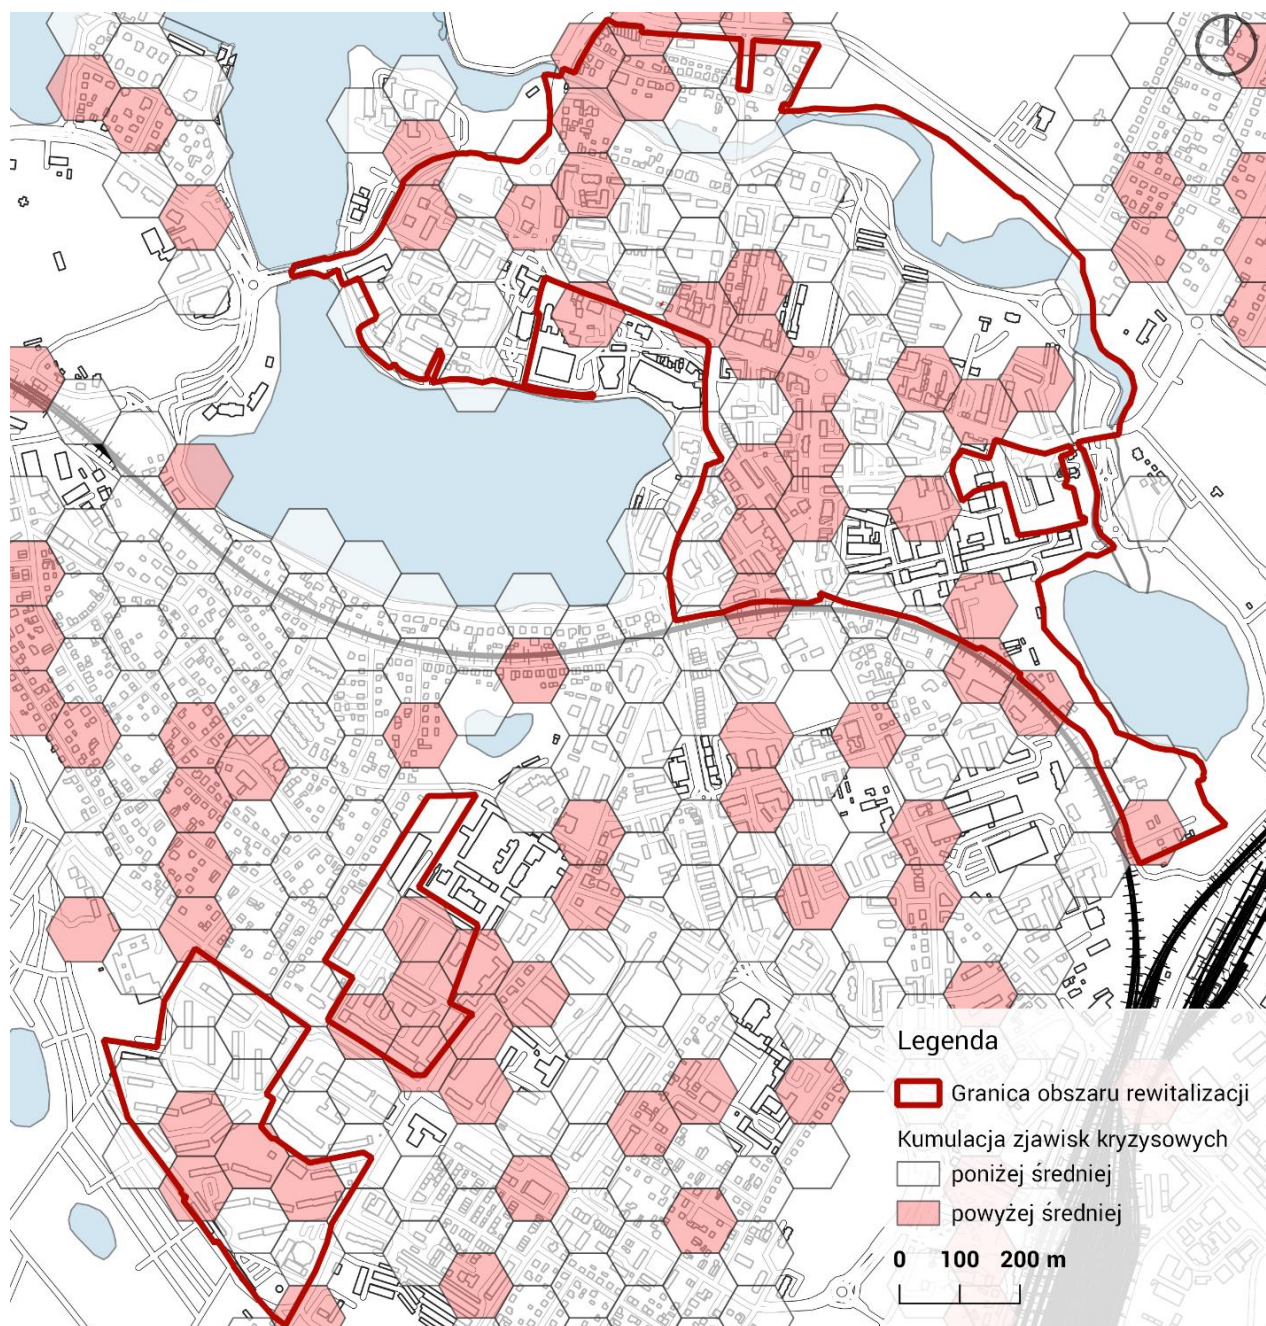 Legenda
Granica obszaru rewitalizacji
Kumulacja zjawisk kryzysowych
poniżej średniej
powyżej średniej
0 100 200 m